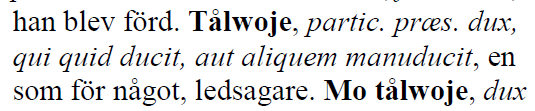 han blev förd. Tålwoje, partic. præs. dux,
qui quid ducit, aut aliquem manuducit, en
som för något, ledsagare. Mo tålwoje, dux